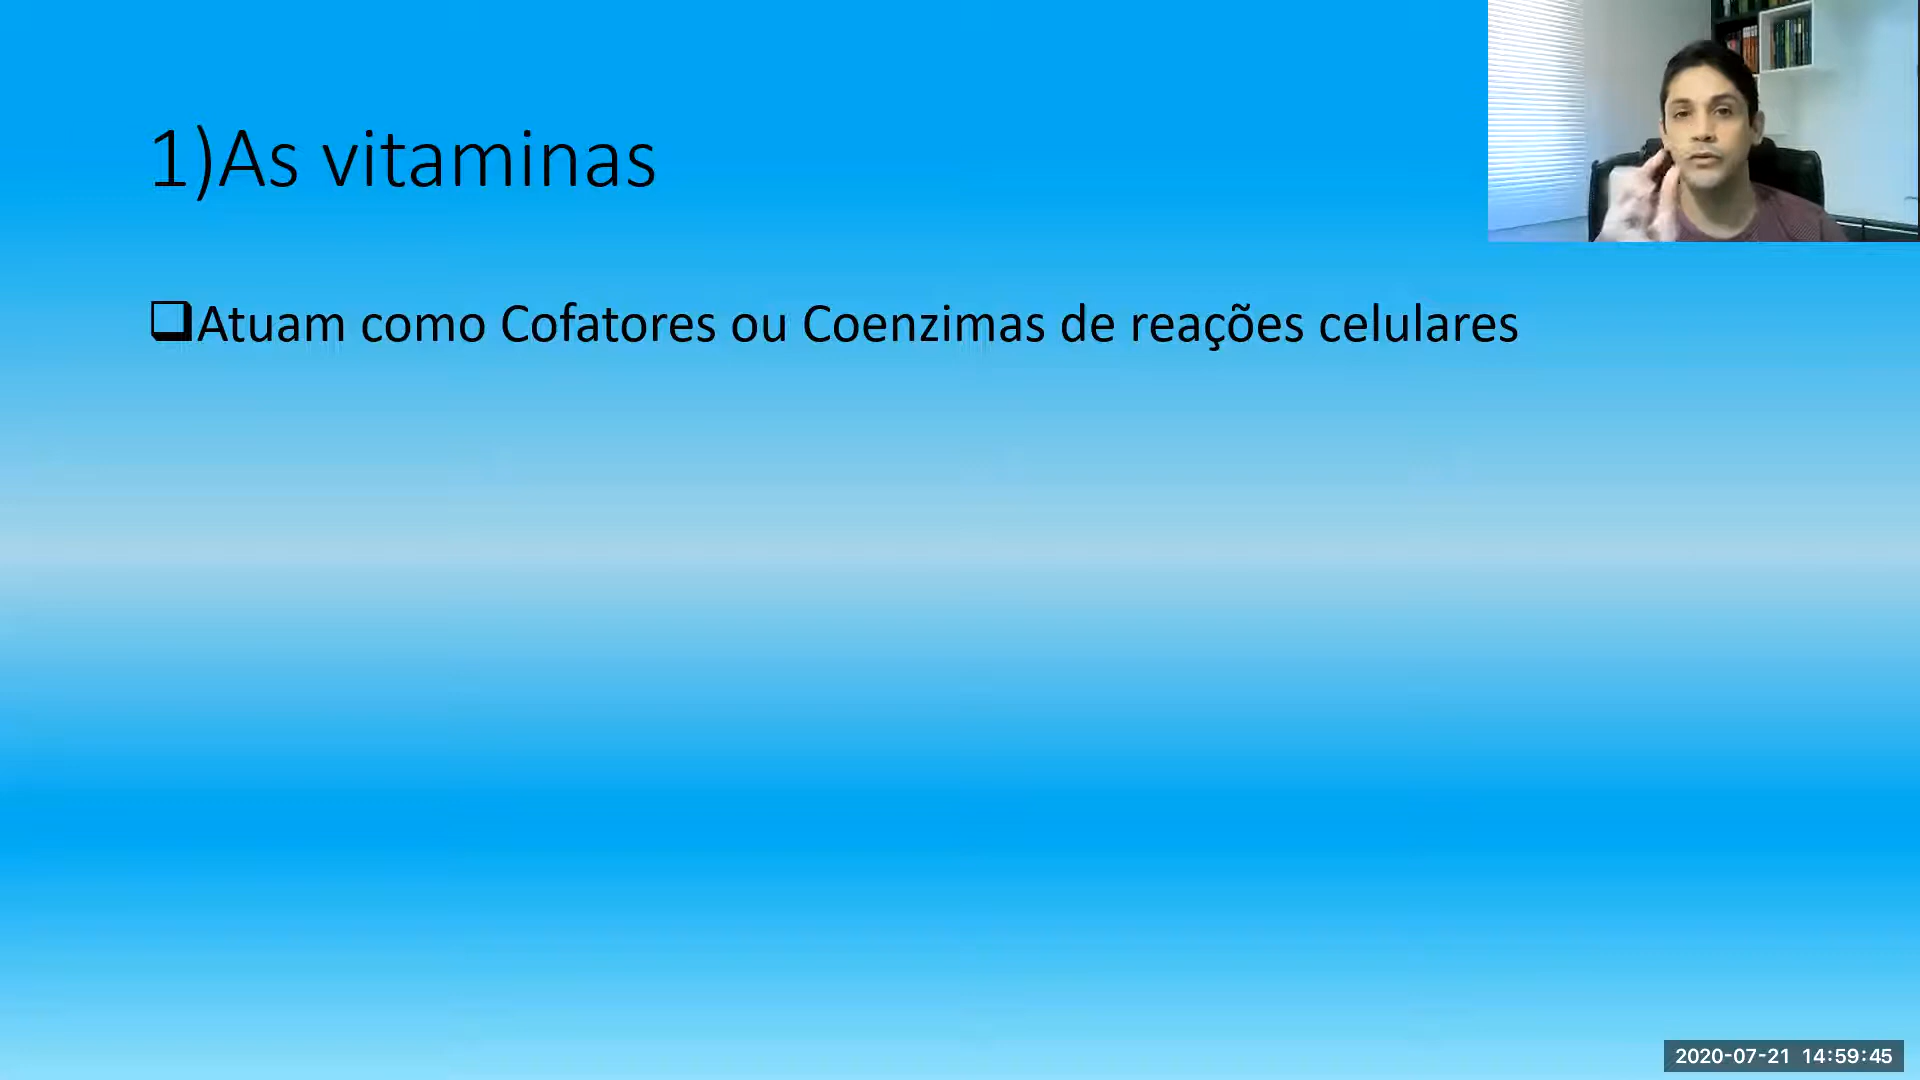 1)As vitaminas
Atuam como Cofatores ou Coenzimas de reações celulares
2020-07-21 14:59:45